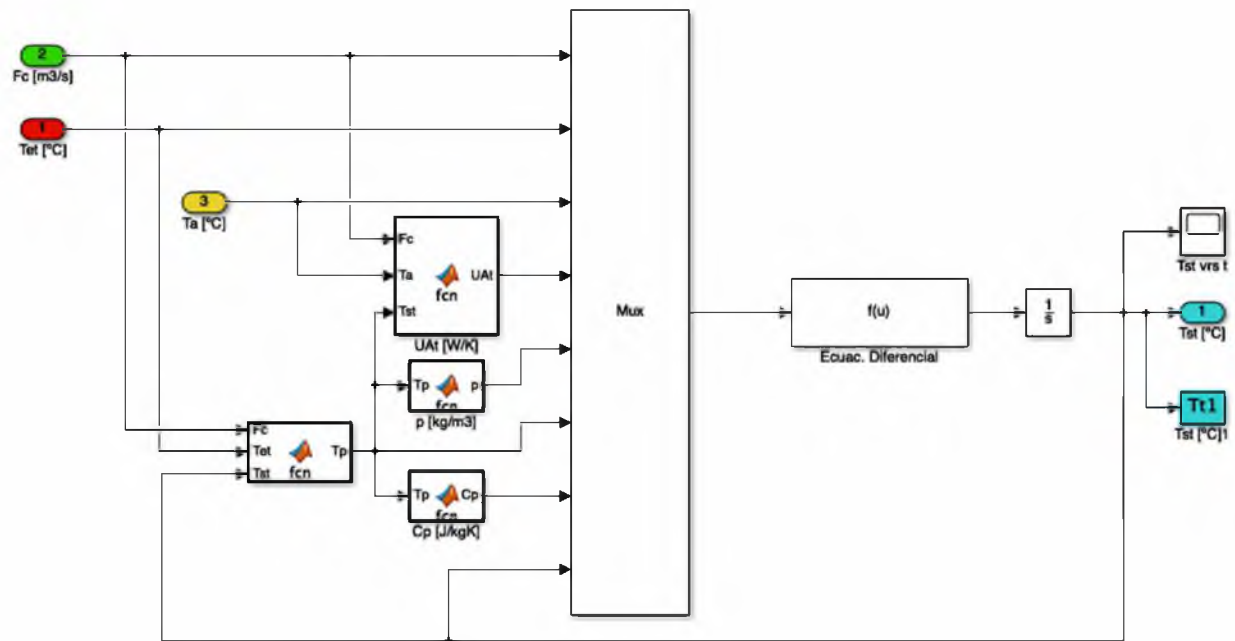 2
Fc [m3/s]
1
Tet [ºC]
3
Ta [ºC]
Fc
Ta
Tst
UAt
fcn
UAt [W/K]
Tp
p
fcn
p [kg/m3]
Fc
Tet
Tst
Tp
fcn
Tp
Cp
fcn
Cp [J/kgK]
Mux
f(u)
Ecuac. Diferencial
1
s
Tst vrs t
1
Tst [ºC]
Tt1
Tst [ºC]1